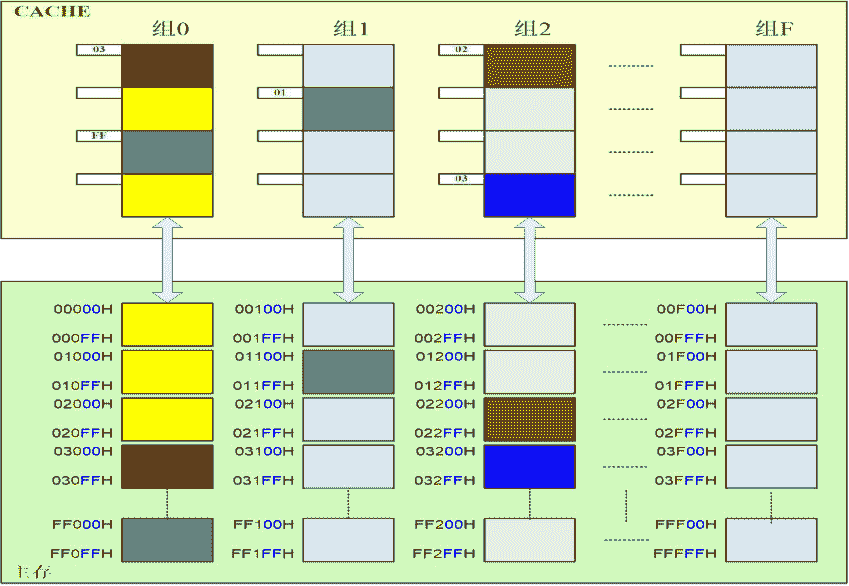 CACHE
组0 组1 组2 组F
03 02
01
FF
03
00000H 00100H 00200H 00F00H
000FFH 001FFH 002FFH 00FFFH
01000H 01100H 01200H 01F00H
010FFH 011FFH 012FFH 01FFFH
02000H 02100H 02200H 02F00H
020FFH 021FFH 022FFH 02FFFH
03000H 03100H 03200H 03F00H
030FFH 031FFH 032FFH 03FFFH
FF000H FF100H FF200H FFF00H
FF0FFH FF1FFH FF2FFH FFFFFH
主存